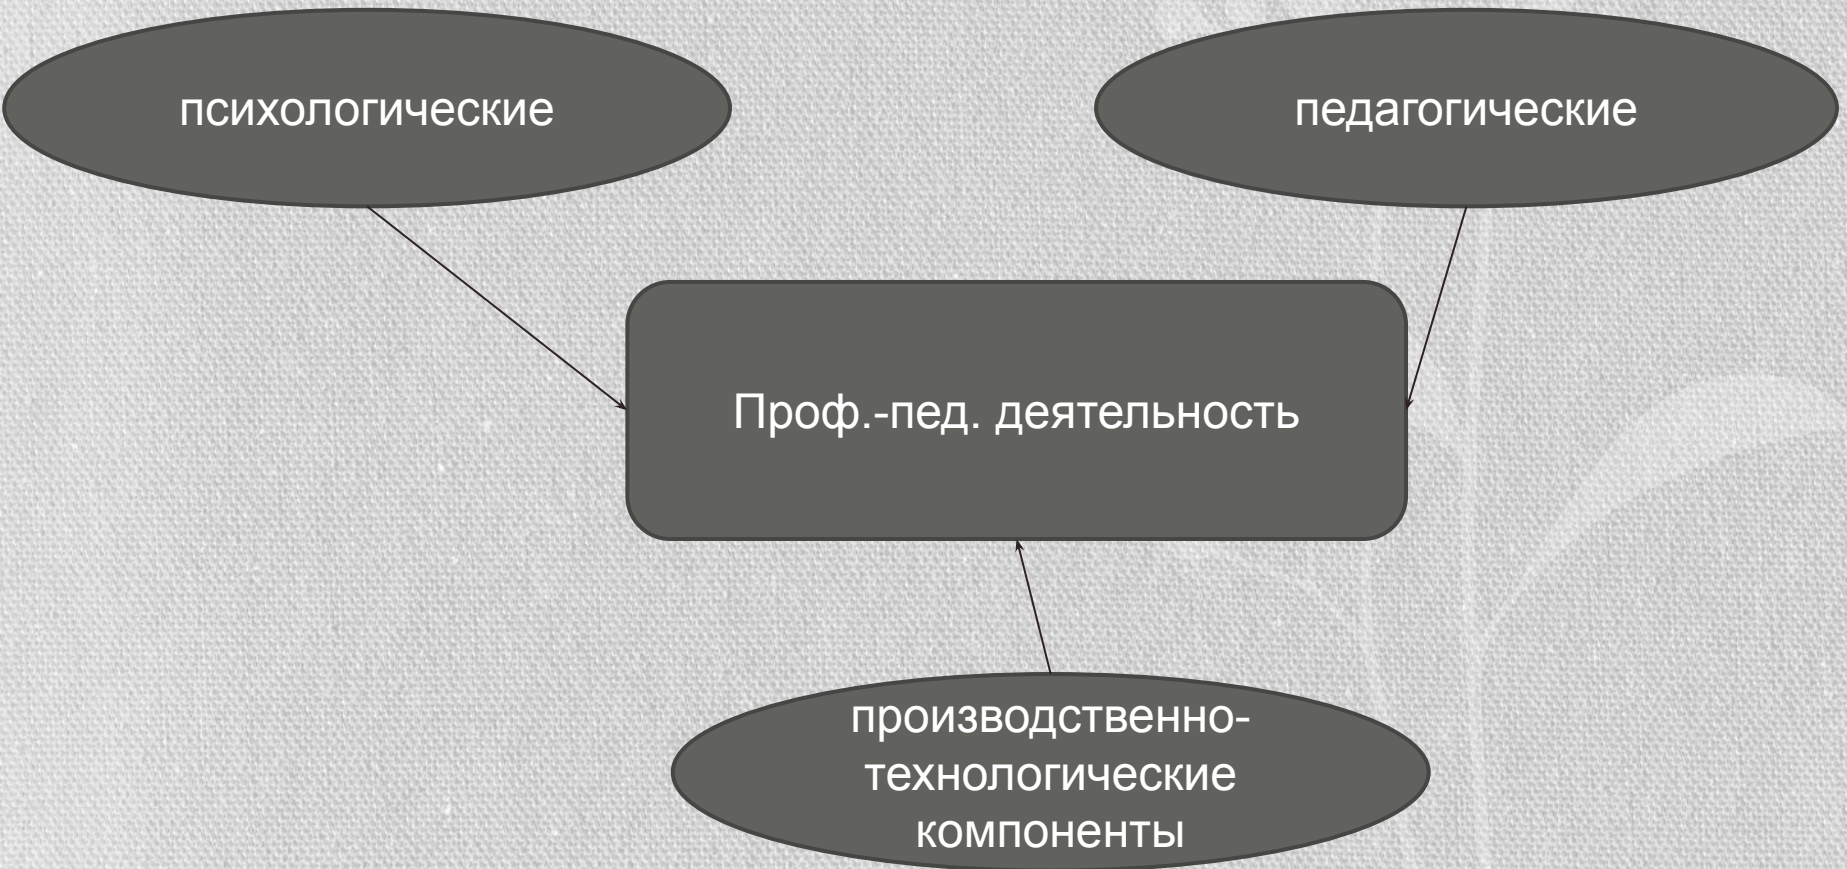 психологические
педагогические
Проф.-пед. деятельность
производственно-
технологические
компоненты